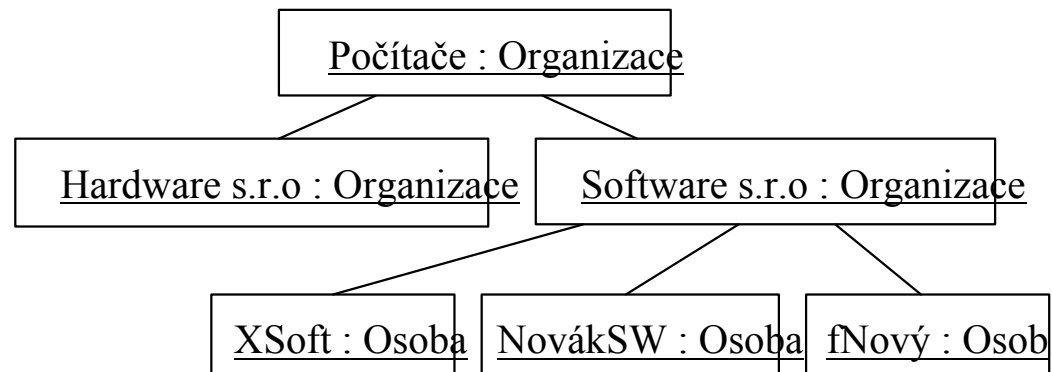 Počítače : Organizace
Hardware s.r.o : Organizace
Software s.r.o : Organizace
XSoft : Osoba
NovákSW : Osoba
fNový : Osob